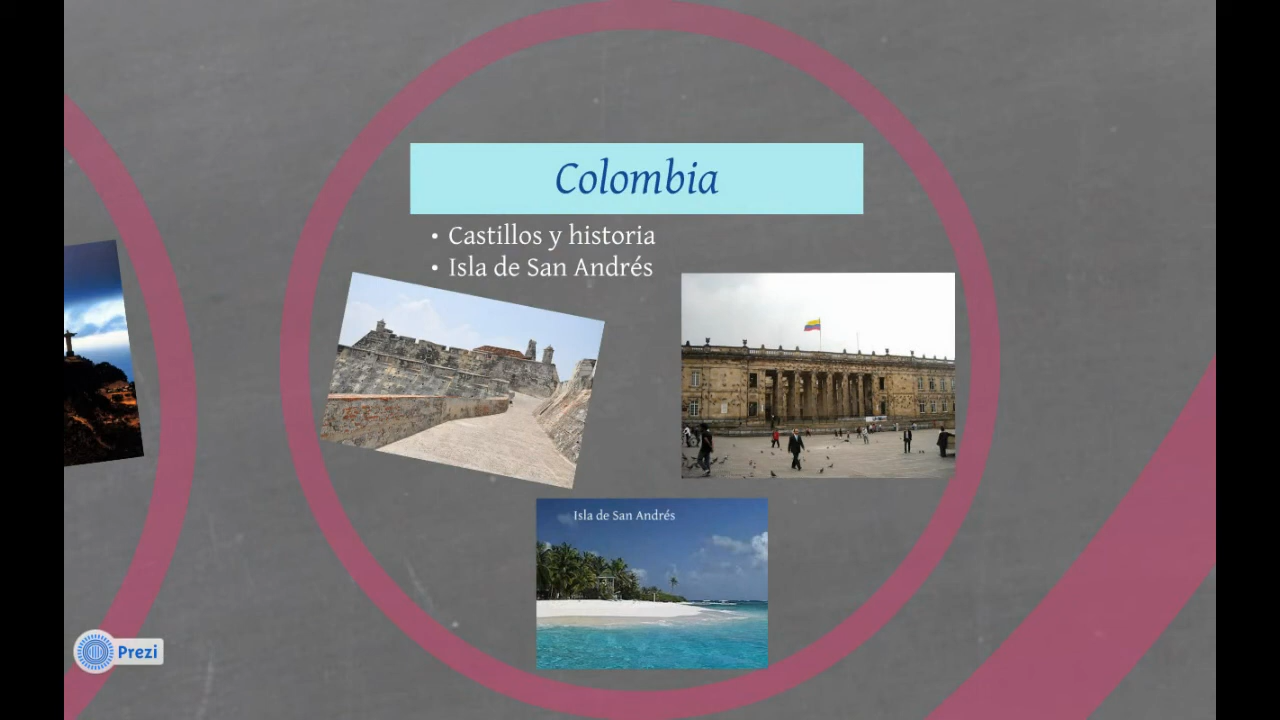 Colombia
• Castillos y historia
• Isla de San Andrés
Isla de San Andrés
Prezi